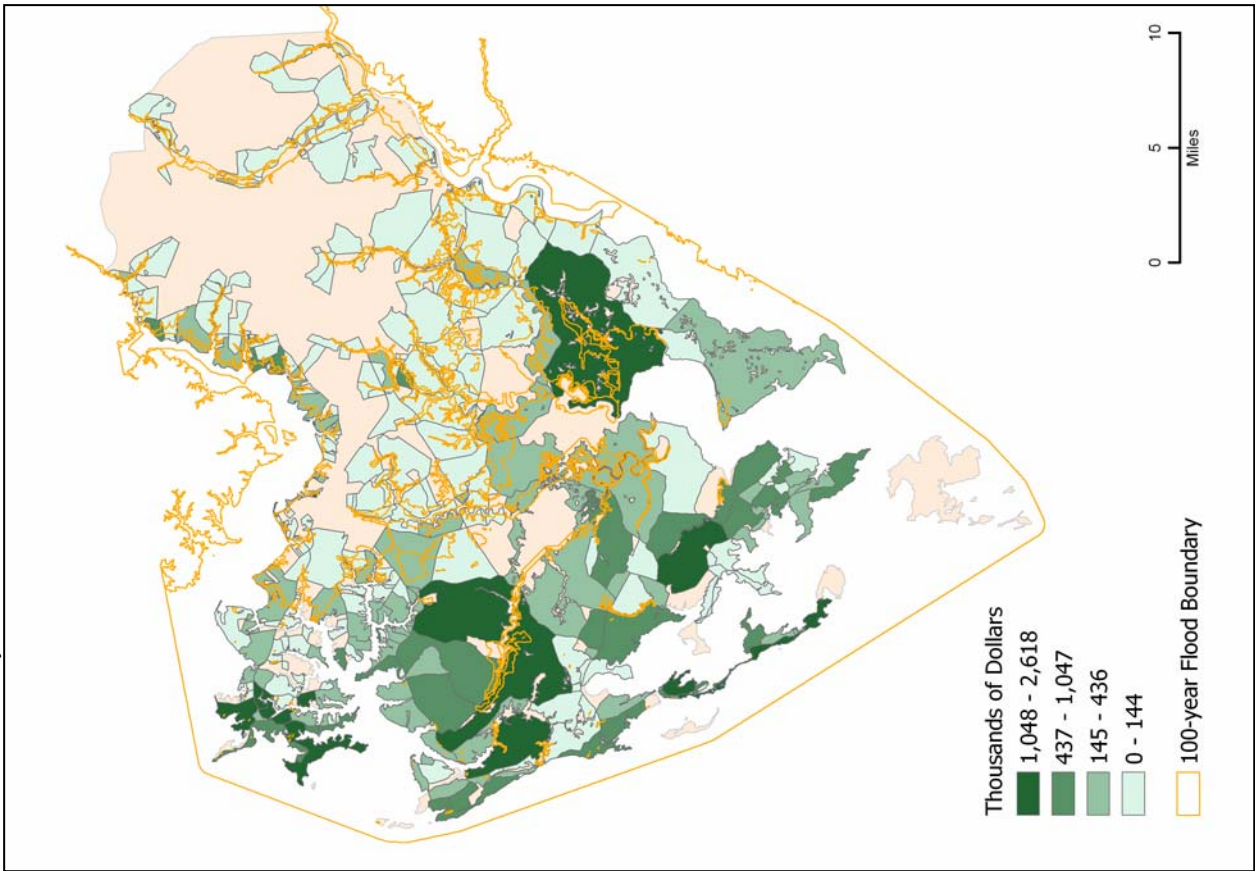 Thousands of Dollars
1,048 - 2,618
437 - 1,047
145 - 436
0 - 144
100-year Flood Boundary
0
5
10
Miles